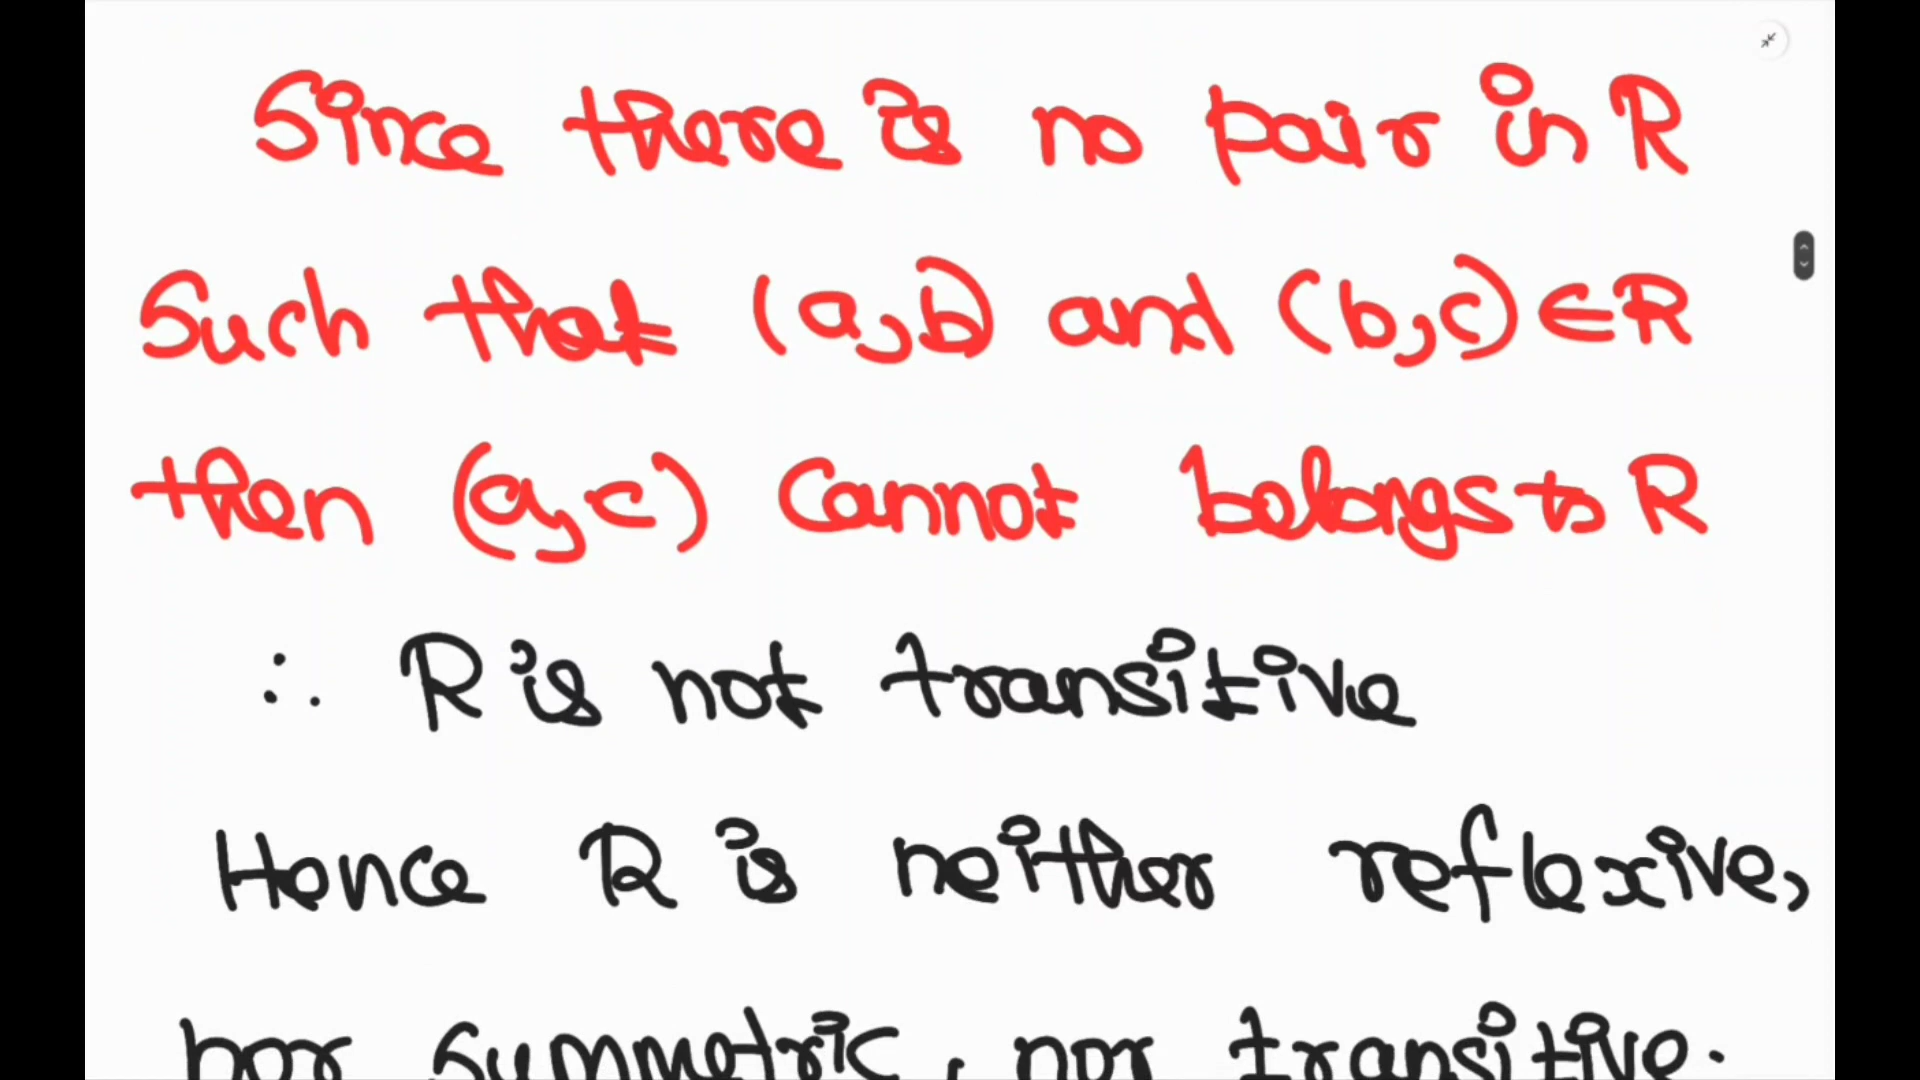 Since there is no pair in R
Such that (a,b) and (b,c) ∈ R
then (a,c) Cannot belongs to R
∴ R is not transitive
Hence R is neither reflexive,
nor symmetric, nor transitive.